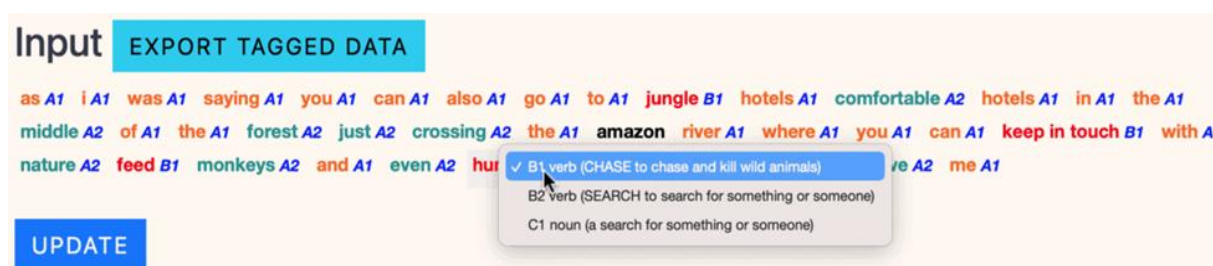 Input EXPORT TAGGED DATA
as A1 i A1 was A1 saying A1 you A1 can A1 also A1 go A1 to A1 jungle B1 hotels A1 comfortable A2 hotels A1 in A1 the A1
middle A2 of A1 the A1 forest A2 just A2 crossing A2 the A1 amazon river A1 where A1 you A1 can A1 keep in touch B1 with A
nature A2 feed B1 monkeys A2 and A1 even A2 hun ✓ B1 verb (CHASE to chase and kill wild animals) ve A2 me A1
B2 verb (SEARCH to search for something or someone)
C1 noun (a search for something or someone)
UPDATE